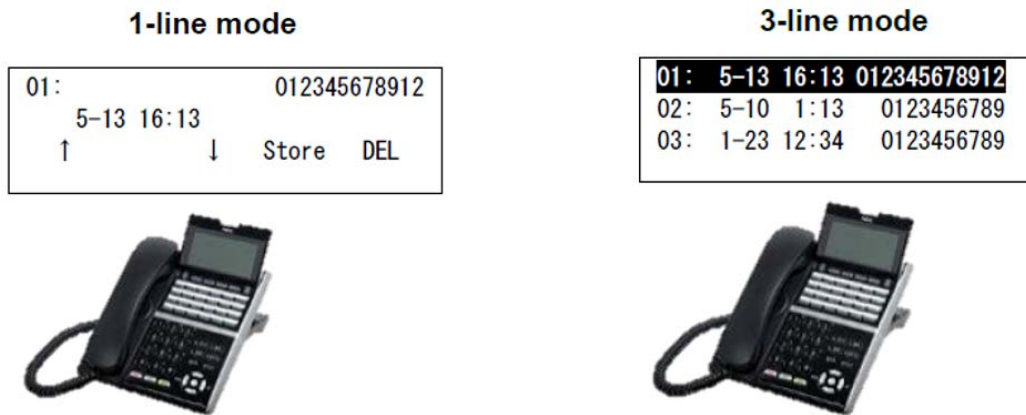 1-line mode
01: 012345678912
5-13 16:13
↑ ↓ Store DEL
3-line mode
01: 5-13 16:13 012345678912
02: 5-10 1:13 0123456789
03: 1-23 12:34 0123456789